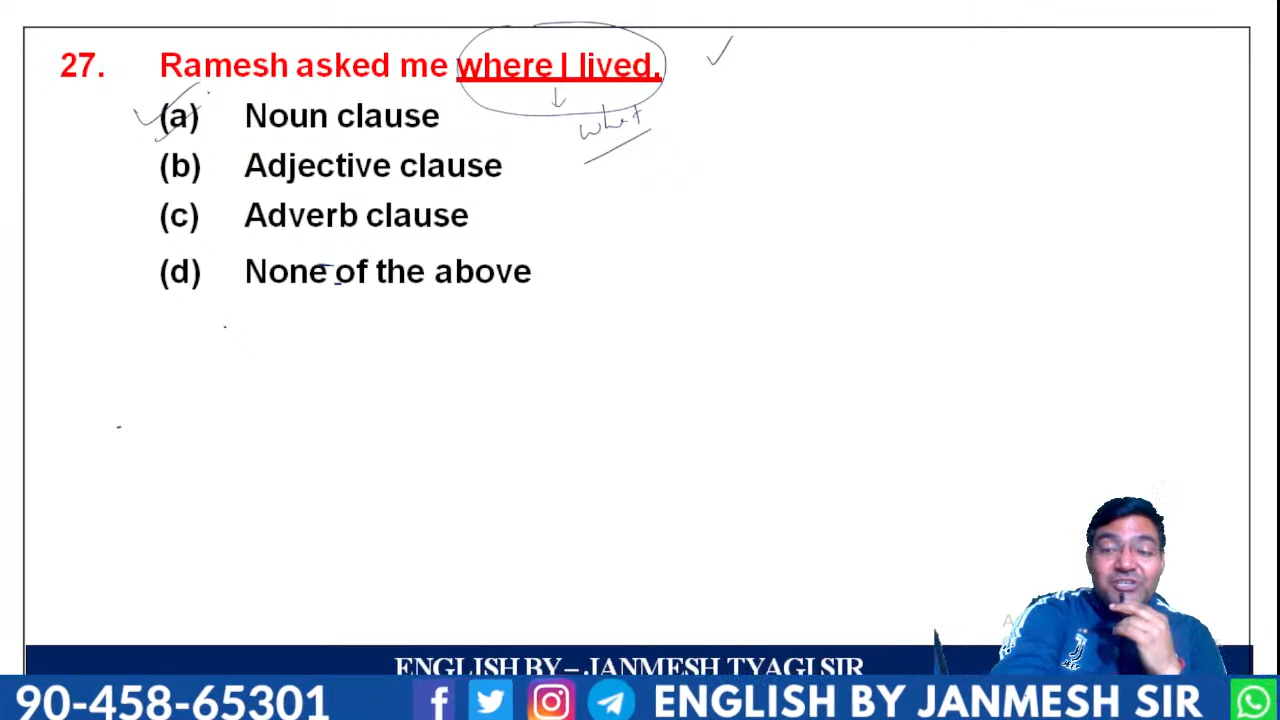 27. Ramesh asked me where I lived.
what
(a) Noun clause
(b) Adjective clause
(c) Adverb clause
(d) None of the above
ENGLISH BY – JANMESH TYAGI SIR
90-458-65301 ENGLISH BY JANMESH SIR